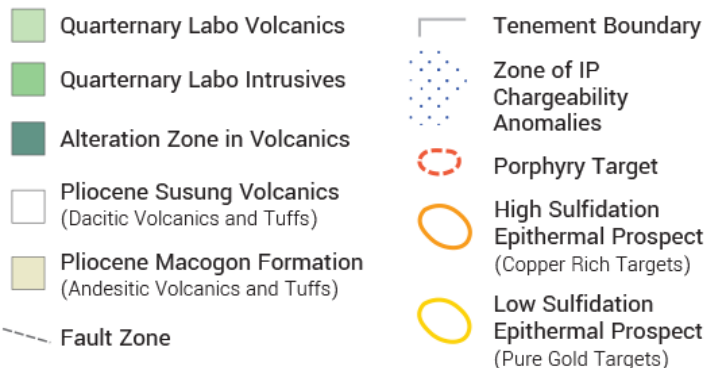 Quarternary Labo Volcanics
Quarternary Labo Intrusives
Alteration Zone in Volcanics
Pliocene Susung Volcanics
(Dacitic Volcanics and Tuffs)
Pliocene Macogon Formation
(Andesitic Volcanics and Tuffs)
Fault Zone
Tenement Boundary
Zone of IP
Chargeability
Anomalies
Porphyry Target
High Sulfidation
Epithermal Prospect
(Copper Rich Targets)
Low Sulfidation
Epithermal Prospect
(Pure Gold Targets)